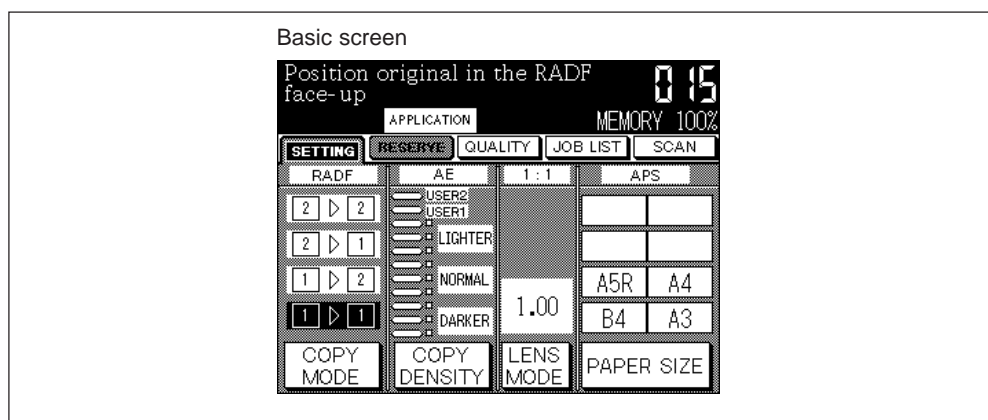 Basic screen
Position original in the RADF 015
face-up
APPLICATION MEMORY 100%
SETTING RESERVE QUALITY JOB LIST SCAN
RADF AE 1:1 APS
USER2
2 ▷ 2 USER1
2 ▷ 1 LIGHTER
1 ▷ 2 NORMAL A5R A4
1 ▷ 1 DARKER 1.00 B4 A3
COPY MODE COPY DENSITY LENS MODE PAPER SIZE